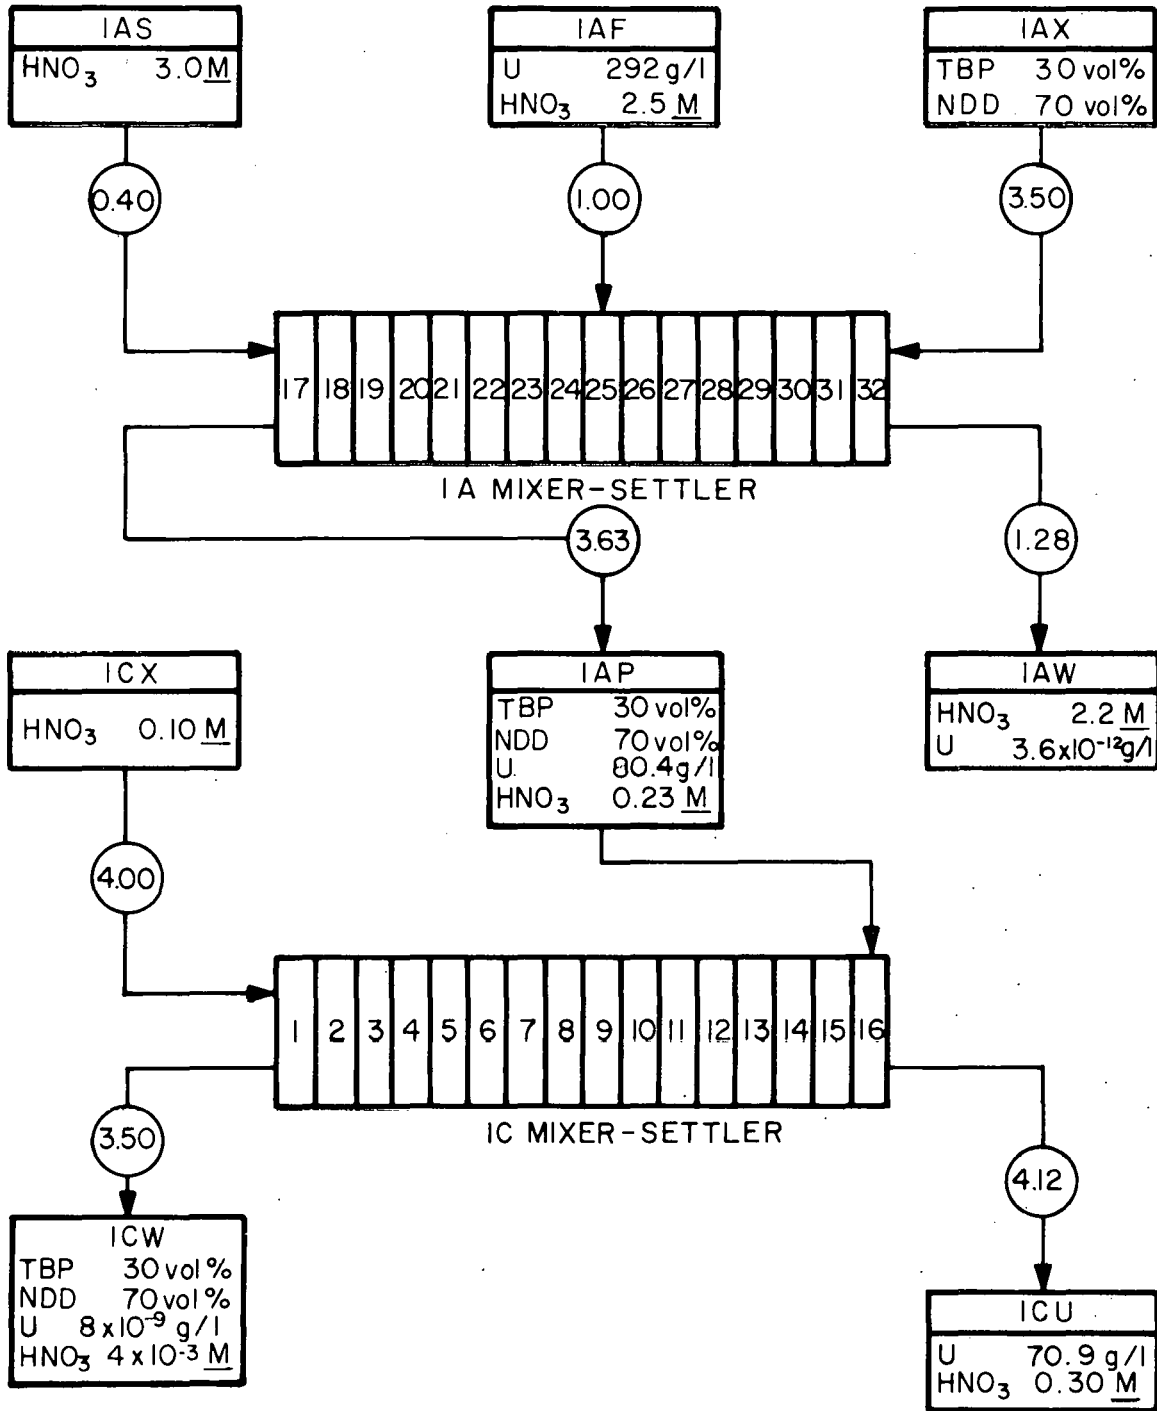 IAS
HNO3 3.0 M
IAF
U 292 g/l
HNO3 2.5 M
IAX
TBP 30 vol%
NDD 70 vol%
0.40
1.00
3.50
17 18 19 20 21 22 23 24 25 26 27 28 29 30 31 32
IA MIXER-SETTLER
3.63
1.28
ICX
HNO3 0.10 M
IAP
TBP 30 vol%
NDD 70 vol%
U. 80.4 g/l
HNO3 0.23 M
IAW
HNO3 2.2 M
U 3.6x10⁻¹²g/l
4.00
1 2 3 4 5 6 7 8 9 10 11 12 13 14 15 16
IC MIXER-SETTLER
3.50
4.12
ICW
TBP 30 vol%
NDD 70 vol%
U 8x10⁻⁹ g/l
HNO3 4x10⁻³ M
ICU
U 70.9 g/l
HNO3 0.30 M